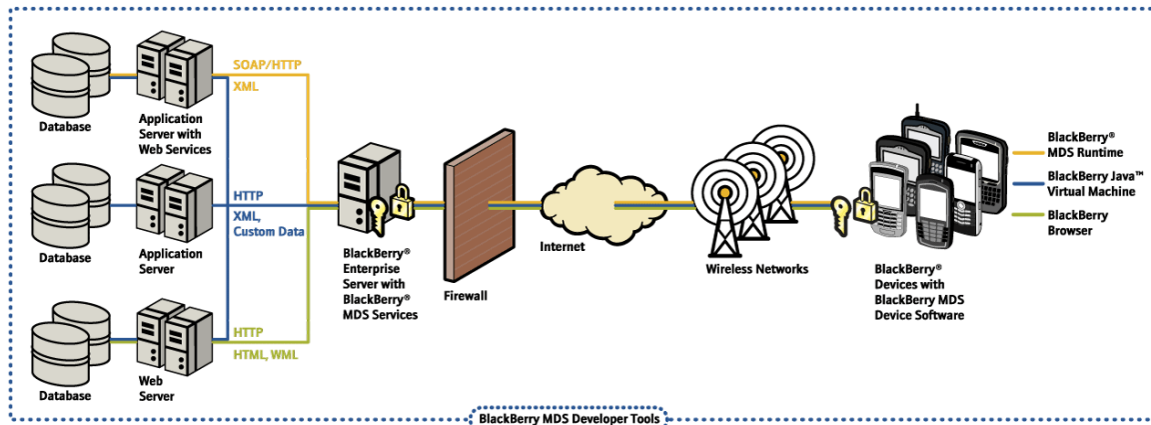 SOAP/HTTP
XML
Database
Application
Server with
Web Services
HTTP
XML,
Custom Data
Database
Application
Server
HTTP
HTML, WML
Database
Web
Server
BlackBerry®
Enterprise
Server with
BlackBerry®
MDS Services
Firewall
Internet
Wireless Networks
BlackBerry®
Devices with
BlackBerry MDS
Device Software
BlackBerry®
MDS Runtime
BlackBerry Java™
Virtual Machine
BlackBerry
Browser
BlackBerry MDS Developer Tools